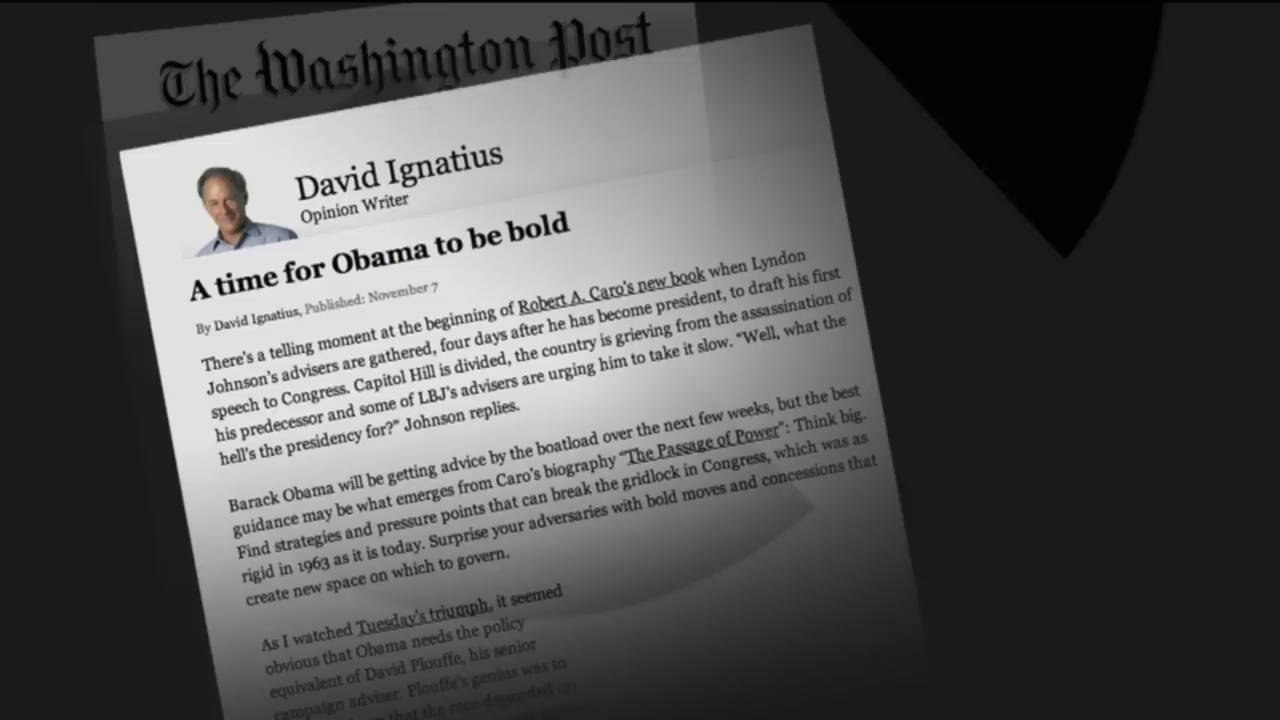 The Washington Post
David Ignatius
Opinion Writer
A time for Obama to be bold
By David Ignatius, Published: November 7
There's a telling moment at the beginning of Robert A. Caro's new book when Lyndon
Johnson's advisers are gathered, four days after he has become president, to draft his first
speech to Congress. Capitol Hill is divided, the country is grieving from the assassination of
his predecessor and some of LBJ's advisers are urging him to take it slow. “Well, what the
hell's the presidency for?” Johnson replies.
Barack Obama will be getting advice by the boatload over the next few weeks, but the best
guidance may be what emerges from Caro's biography “The Passage of Power”: Think big.
Find strategies and pressure points that can break the gridlock in Congress, which was as
rigid in 1963 as it is today. Surprise your adversaries with bold moves and concessions that
create new space on which to govern.
As I watched Tuesday's triumph, it seemed
obvious that Obama needs the policy
equivalent of David Plouffe, his senior
campaign adviser. Plouffe's genius was to
that the race depended on